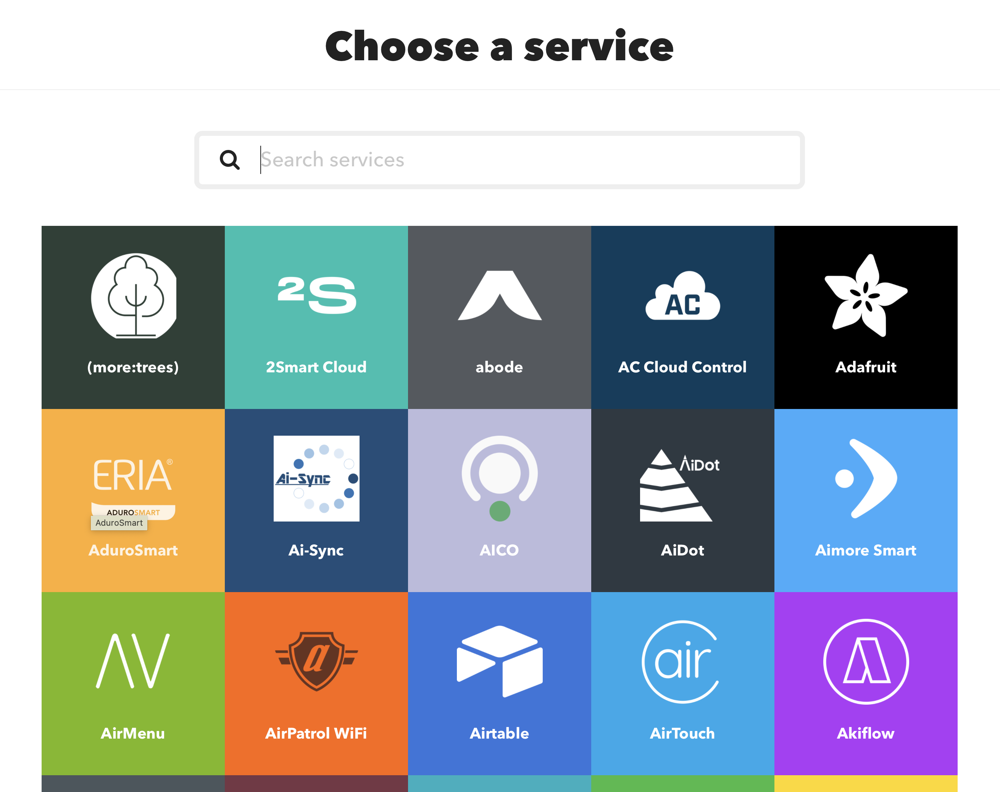 Choose a service
Search services
2S
AC
(more:trees)
2Smart Cloud
abode
AC Cloud Control
Adafruit
ERIA®
ADUROSMART
AduroSmart
Ai-Sync
AiDot
AduroSmart
Ai-Sync
AICO
AiDot
Aimore Smart
AV
a
air
AirMenu
AirPatrol WiFi
Airtable
AirTouch
Akiflow